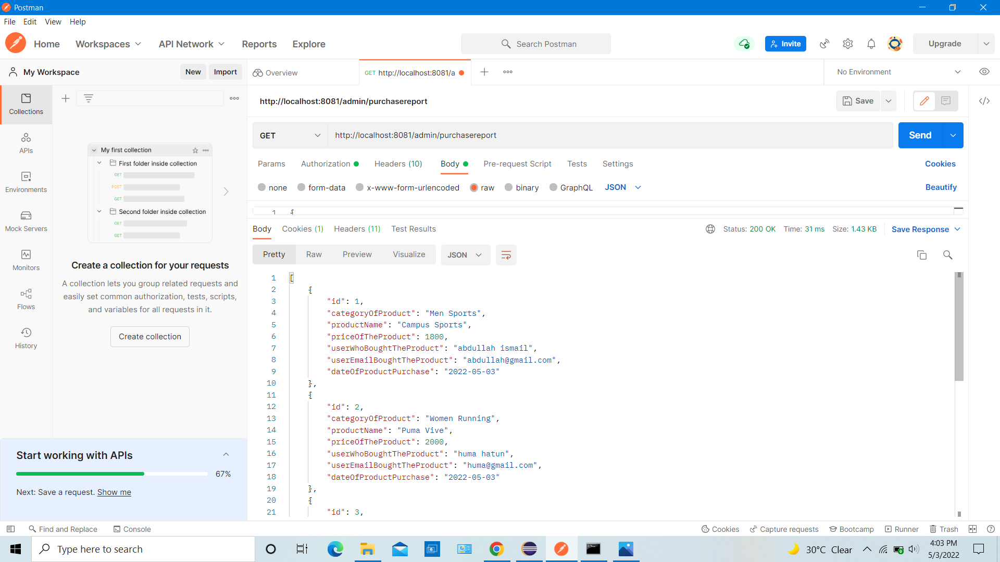 Postman
File Edit View Help
Home Workspaces API Network Reports Explore
Search Postman
Invite
Upgrade
My Workspace
New Import
Overview
GET http://localhost:8081/a
No Environment
Collections
APIs
Environments
Mock Servers
Monitors
Flows
History
My first collection
First folder inside collection
GET
POST
GET
Second folder inside collection
GET
GET
Create a collection for your requests
A collection lets you group related requests and
easily set common authorization, tests, scripts,
and variables for all requests in it.
Create collection
Start working with APIs
67%
Next: Save a request. Show me
http://localhost:8081/admin/purchasereport
Save
GET http://localhost:8081/admin/purchasereport
Send
Params Authorization Headers (10) Body Pre-request Script Tests Settings
Cookies
none form-data x-www-form-urlencoded raw binary GraphQL JSON
Beautify
1 {
Body Cookies (1) Headers (11) Test Results
Status: 200 OK Time: 31 ms Size: 1.43 KB Save Response
Pretty Raw Preview Visualize JSON
1 [
2 {
3 "id": 1,
4 "categoryOfProduct": "Men Sports",
5 "productName": "Campus Sports",
6 "priceOfTheProduct": 1800,
7 "userWhoBoughtTheProduct": "abdullah ismail",
8 "userEmailBoughtTheProduct": "abdullah@gmail.com",
9 "dateOfProductPurchase": "2022-05-03"
10 },
11 {
12 "id": 2,
13 "categoryOfProduct": "Women Running",
14 "productName": "Puma Vive",
15 "priceOfTheProduct": 2000,
16 "userWhoBoughtTheProduct": "huma hatun",
17 "userEmailBoughtTheProduct": "huma@gmail.com",
18 "dateOfProductPurchase": "2022-05-03"
19 },
20 {
21 "id": 3,
Find and Replace Console
Cookies Capture requests Bootcamp Runner Trash
Type here to search
30°C Clear
4:03 PM
5/3/2022